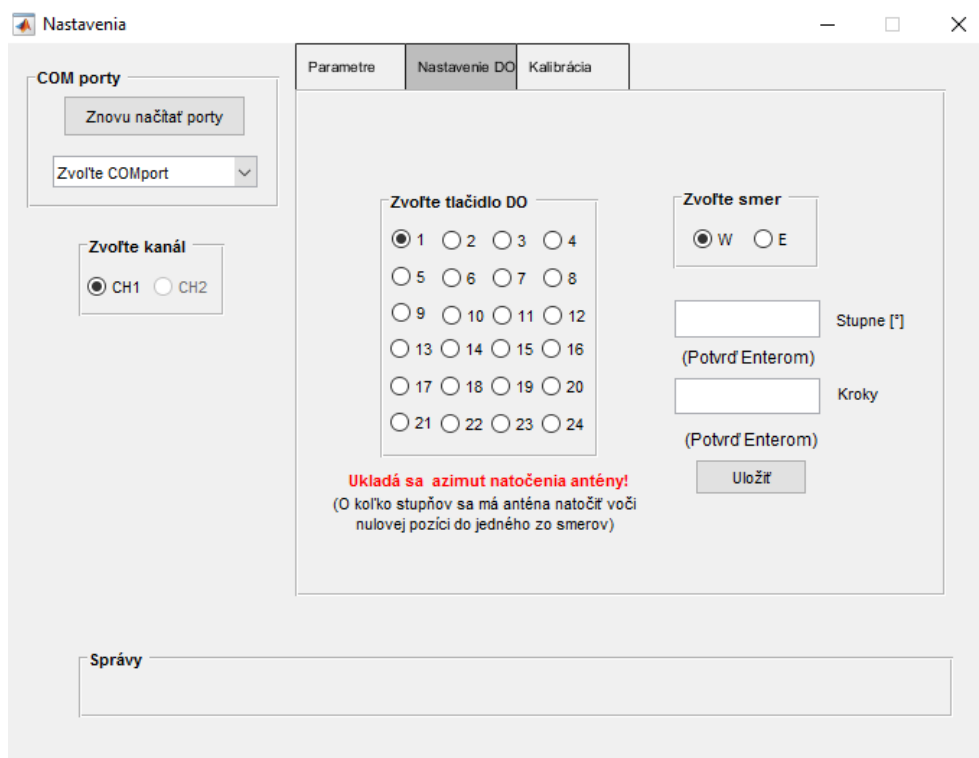 Nastavenia
COM porty
Znovu načítať porty
Zvoľte COMport
Zvoľte kanál
CH1 CH2
Parametre Nastavenie DO Kalibrácia
Zvoľte tlačidlo DO
1 2 3 4
5 6 7 8
9 10 11 12
13 14 15 16
17 18 19 20
21 22 23 24
Ukladá sa azimut natočenia antény!
(O koľko stupňov sa má anténa natočiť voči
nulovej pozíci do jedného zo smerov)
Zvoľte smer
W E
Stupne [°]
(Potvrď Enterom)
Kroky
(Potvrď Enterom)
Uložiť
Správy